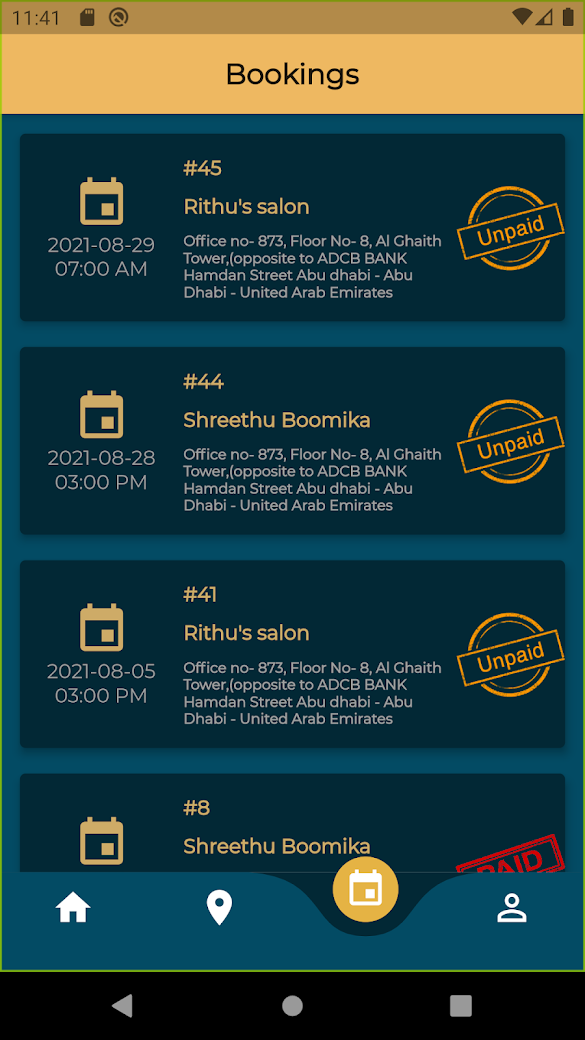 11:41
Bookings
#45
Rithu's salon
2021-08-29
07:00 AM
Office no- 873, Floor No- 8, Al Ghaith
Tower,(opposite to ADCB BANK
Hamdan Street Abu dhabi - Abu
Dhabi - United Arab Emirates
Unpaid
#44
Shreethu Boomika
2021-08-28
03:00 PM
Office no- 873, Floor No- 8, Al Ghaith
Tower,(opposite to ADCB BANK
Hamdan Street Abu dhabi - Abu
Dhabi - United Arab Emirates
Unpaid
#41
Rithu's salon
2021-08-05
03:00 PM
Office no- 873, Floor No- 8, Al Ghaith
Tower,(opposite to ADCB BANK
Hamdan Street Abu dhabi - Abu
Dhabi - United Arab Emirates
Unpaid
#8
Shreethu Boomika
PAID